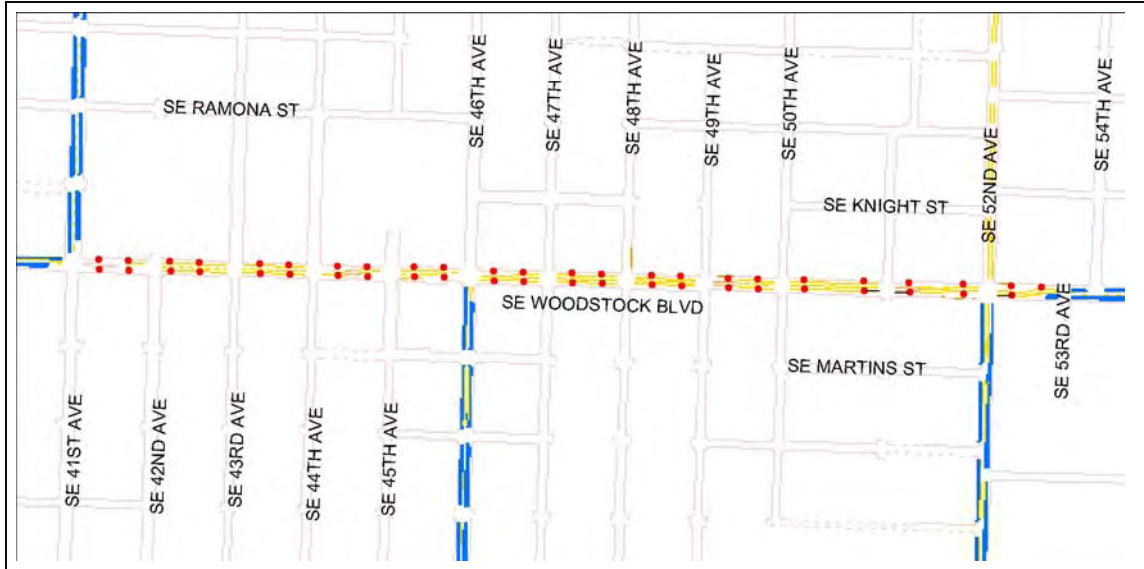 SE 46TH AVE
SE 47TH AVE
SE 48TH AVE
SE 49TH AVE
SE 50TH AVE
SE 52ND AVE
SE 54TH AVE
SE RAMONA ST
SE KNIGHT ST
SE WOODSTOCK BLVD
SE 53RD AVE
SE MARTINS ST
SE 41ST AVE
SE 42ND AVE
SE 43RD AVE
SE 44TH AVE
SE 45TH AVE